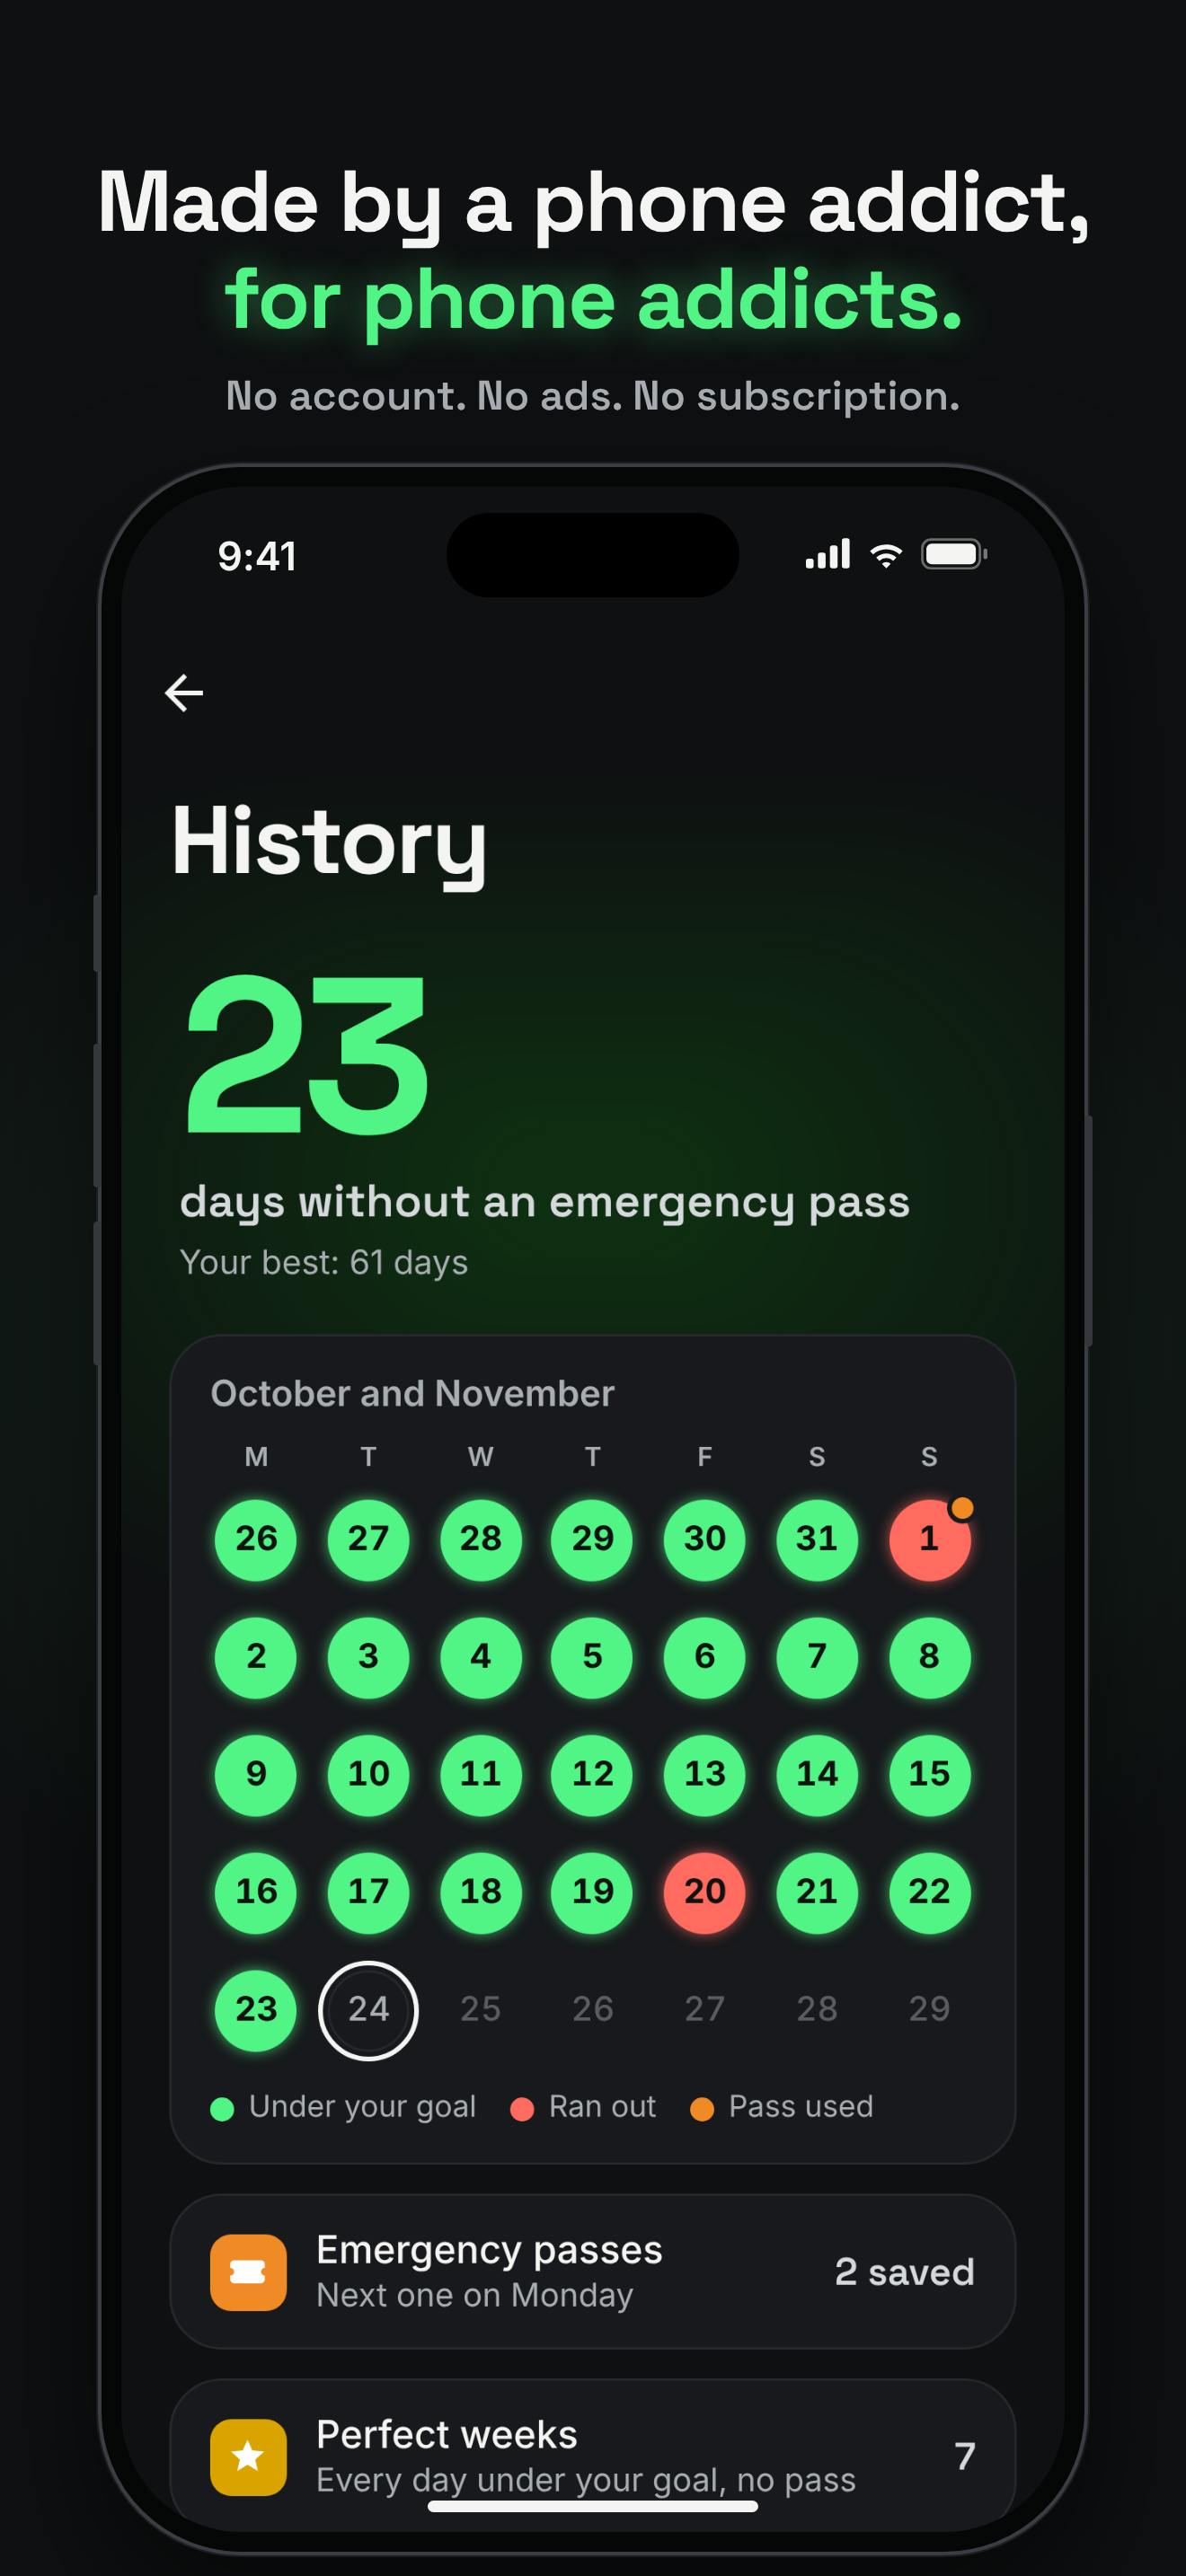 Made by a phone addict,
for phone addicts.
No account. No ads. No subscription.
9:41
History
23
days without an emergency pass
Your best: 61 days
October and November
M T W T F S S
26 27 28 29 30 31 1
2 3 4 5 6 7 8
9 10 11 12 13 14 15
16 17 18 19 20 21 22
23 24 25 26 27 28 29
Under your goal Ran out Pass used
Emergency passes
Next one on Monday
2 saved
Perfect weeks
Every day under your goal, no pass
7